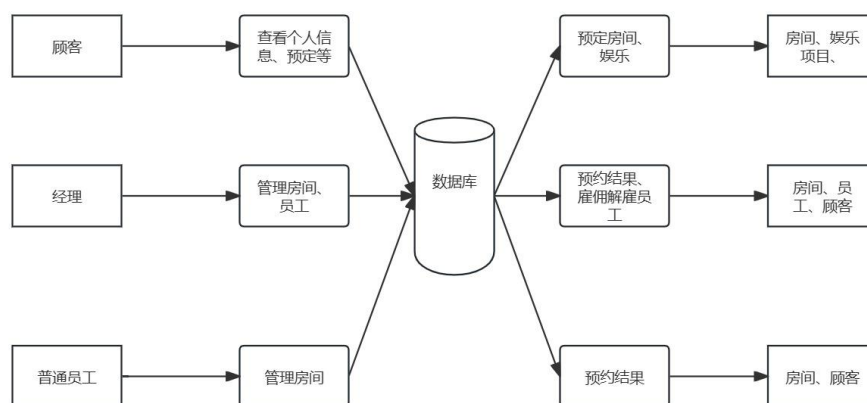 顾客
查看个人信
息、预定等
预定房间、
娱乐
房间、娱乐
项目、
数据库
经理
管理房间、
员工
预约结果、
雇佣解雇员
工
房间、员
工、顾客
普通员工
管理房间
预约结果
房间、顾客